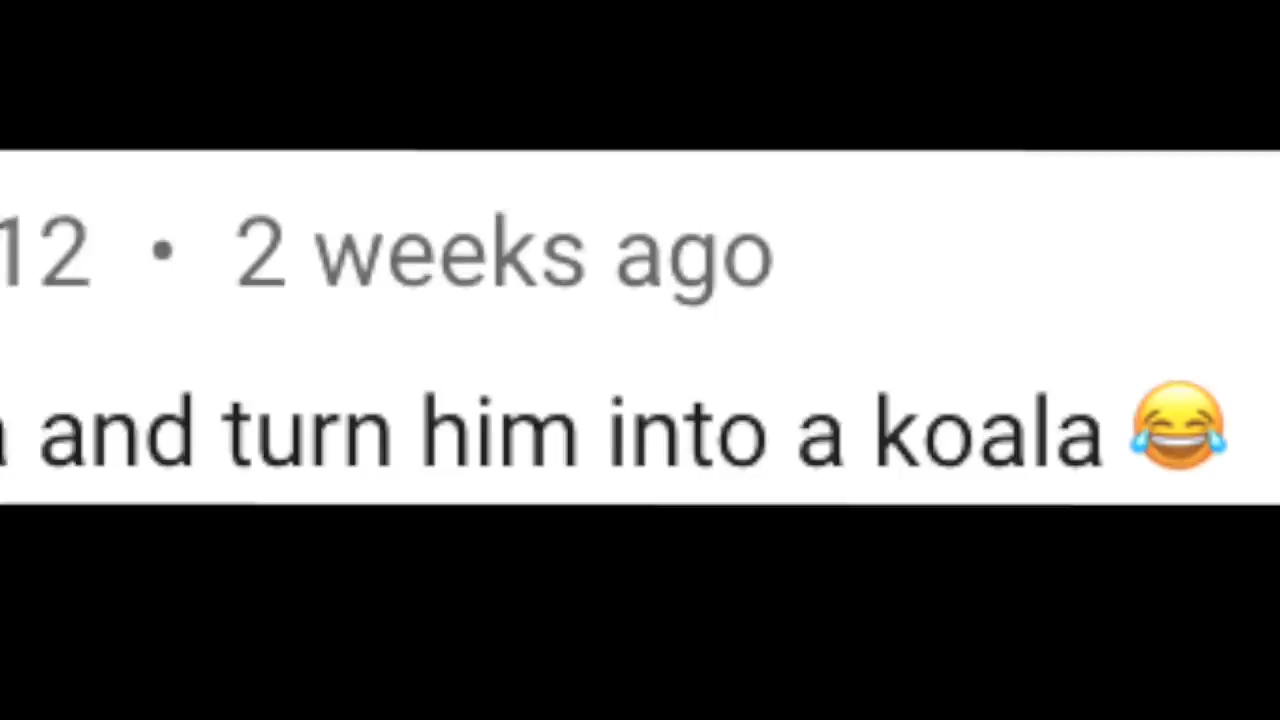 12 • 2 weeks ago
and turn him into a koala 😂